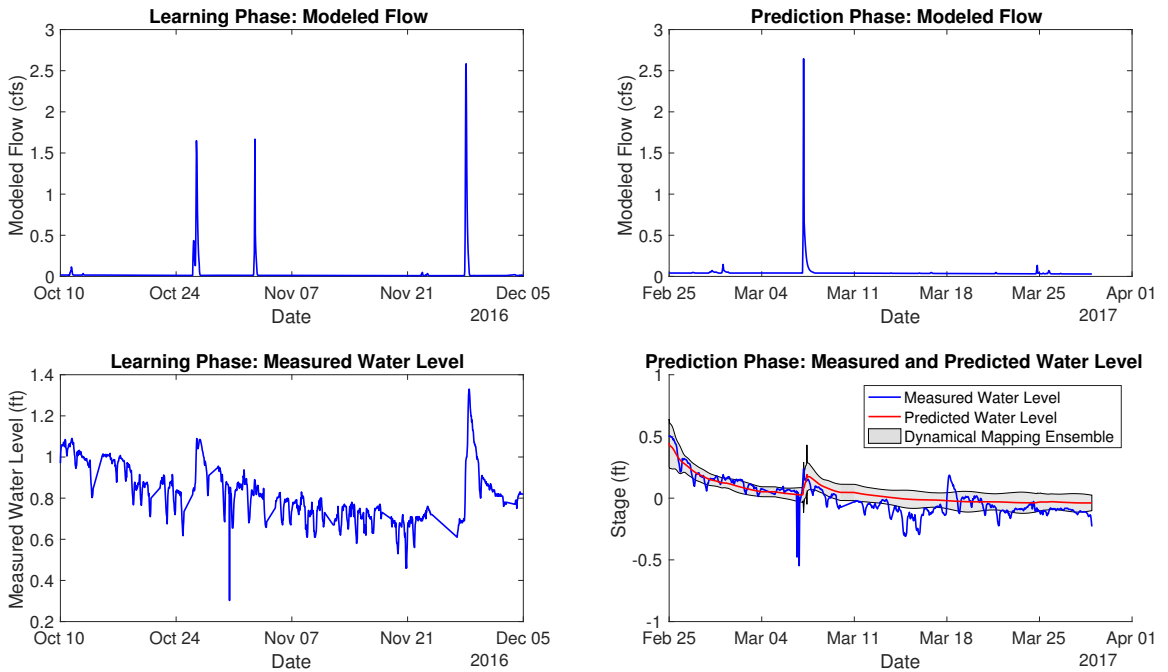 Learning Phase: Modeled Flow
Modeled Flow (cfs)
3
2.5
2
1.5
1
0.5
0
Oct 10 Oct 24 Nov 07 Nov 21 Dec 05
Date 2016
Prediction Phase: Modeled Flow
Modeled Flow (cfs)
3
2.5
2
1.5
1
0.5
0
Feb 25 Mar 04 Mar 11 Mar 18 Mar 25 Apr 01
Date 2017
Learning Phase: Measured Water Level
Measured Water Level (ft)
1.4
1.2
1
0.8
0.6
0.4
0.2
Oct 10 Oct 24 Nov 07 Nov 21 Dec 05
Date 2016
Prediction Phase: Measured and Predicted Water Level
Stage (ft)
1
0.5
0
-0.5
-1
Measured Water Level
Predicted Water Level
Dynamical Mapping Ensemble
Feb 25 Mar 04 Mar 11 Mar 18 Mar 25 Apr 01
Date 2017